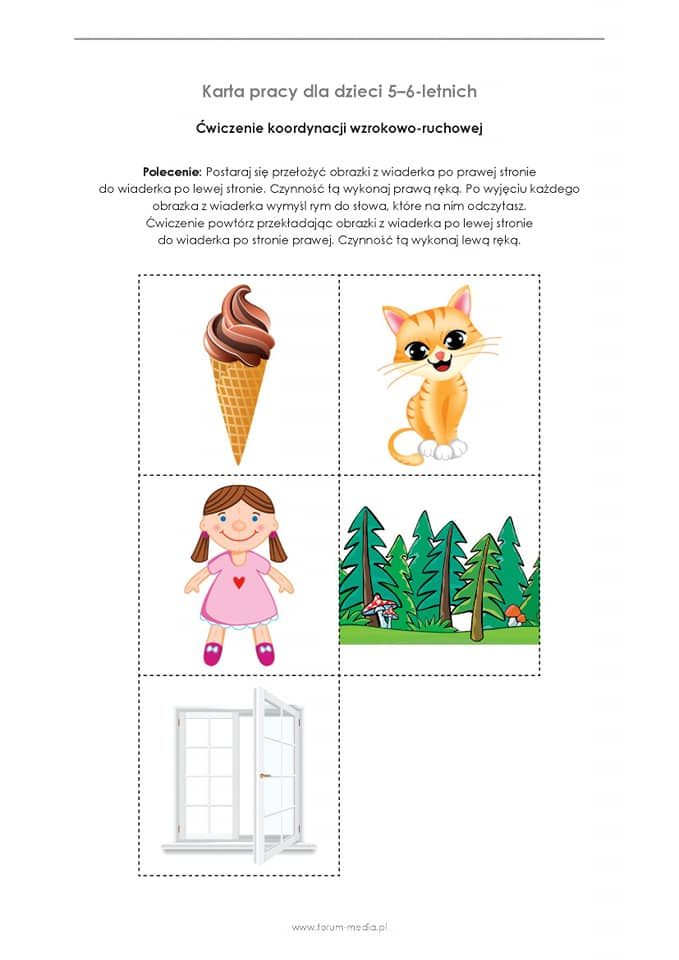 Karta pracy dla dzieci 5–6-letnich
Ćwiczenie koordynacji wzrokowo-ruchowej
Polecenie: Postaraj się przełożyć obrazki z wiaderka po prawej stronie
do wiaderka po lewej stronie. Czynność tą wykonaj prawą ręką. Po wyjęciu każdego
obrazka z wiaderka wymyśl rym do słowa, które na nim odczytasz.
Ćwiczenie powtórz przekładając obrazki z wiaderka po lewej stronie
do wiaderka po stronie prawej. Czynność tą wykonaj lewą ręką.
www.forum-media.pl